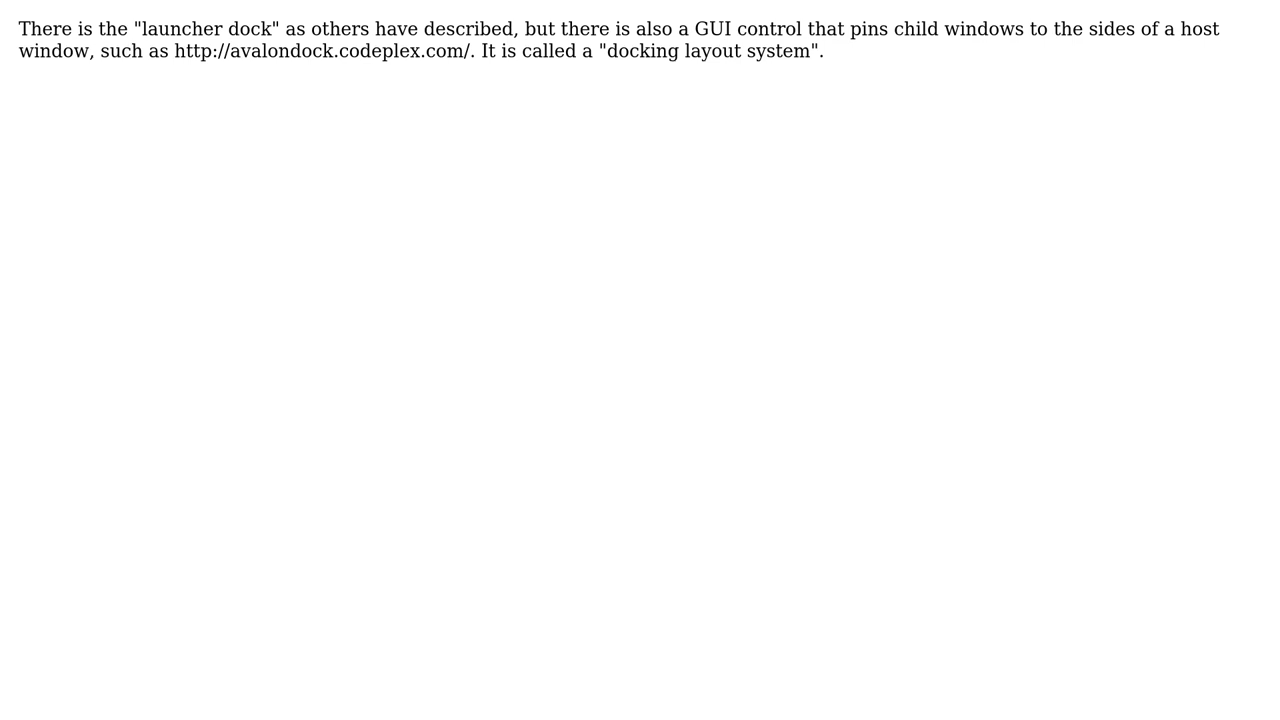 There is the "launcher dock" as others have described, but there is also a GUI control that pins child windows to the sides of a host
window, such as http://avalondock.codeplex.com/. It is called a "docking layout system".